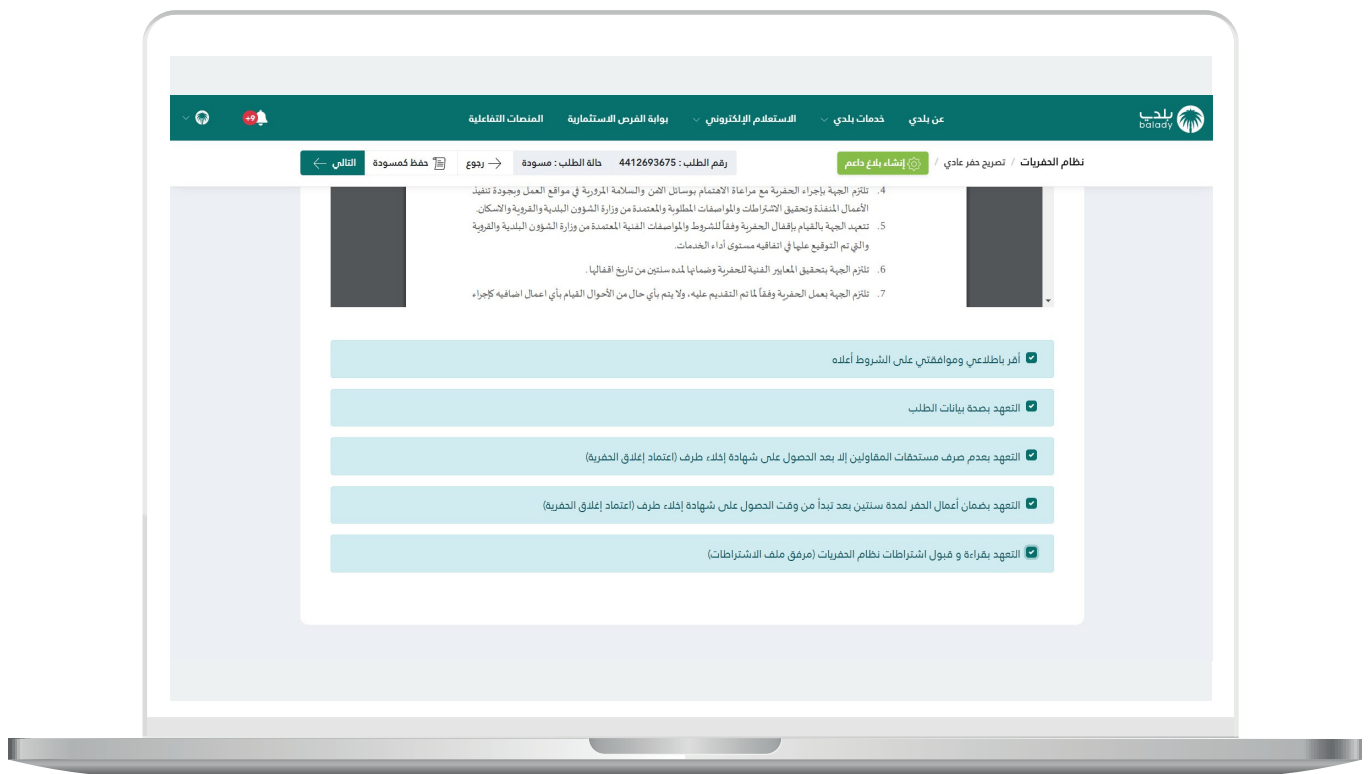 بلدي
balady
عن بلدي
خدمات بلدي
الاستعلام الإلكتروني
بوابة الفرص الاستثمارية
المنصات التفاعلية
+9
نظام الحفريات / تصريح حفر عادي /
إنشاء بلاغ داعم
رقم الطلب : 4412693675
حالة الطلب : مسودة
رجوع
حفظ كمسودة
التالي
4. تلتزم الجهة بإجراء الحفرية مع مراعاة الاهتمام بوسائل الامن والسلامة المرورية في مواقع العمل وبجودة تنفيذ
الأعمال المنفذة وتحقيق الاشتراطات والمواصفات المطلوبة والمعتمدة من وزارة الشؤون البلدية والقروية والاسكان.
5. تتعهد الجهة بالقيام بإقفال الحفرية وفقاً للشروط والمواصفات الفنية المعتمدة من وزارة الشؤون البلدية والقروية
والتي تم التوقيع عليها في اتفاقيه مستوى أداء الخدمات.
6. تلتزم الجهة بتحقيق المعايير الفنية للحفرية وضمانها لمده سنتين من تاريخ اقفالها .
7. تلتزم الجهة بعمل الحفرية وفقاً لما تم التقديم عليه، ولا يتم بأي حال من الأحوال القيام بأي اعمال اضافيه كإجراء
أقر باطلاعي وموافقتي على الشروط أعلاه
التعهد بصحة بيانات الطلب
التعهد بعدم صرف مستحقات المقاولين إلا بعد الحصول على شهادة إخلاء طرف (اعتماد إغلاق الحفرية)
التعهد بضمان أعمال الحفر لمدة سنتين بعد تبدأ من وقت الحصول على شهادة إخلاء طرف (اعتماد إغلاق الحفرية)
التعهد بقراءة و قبول اشتراطات نظام الحفريات (مرفق ملف الاشتراطات)